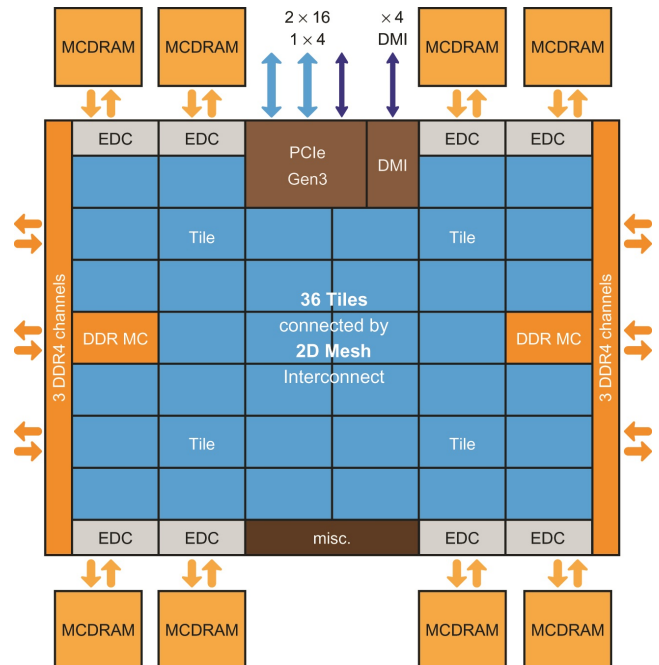 2 × 16
1 × 4
× 4
DMI
MCDRAM
MCDRAM
MCDRAM
MCDRAM
EDC
EDC
PCIe
Gen3
DMI
EDC
EDC
Tile
Tile
3 DDR4 channels
DDR MC
36 Tiles
connected by
2D Mesh
Interconnect
DDR MC
3 DDR4 channels
Tile
Tile
EDC
EDC
misc.
EDC
EDC
MCDRAM
MCDRAM
MCDRAM
MCDRAM